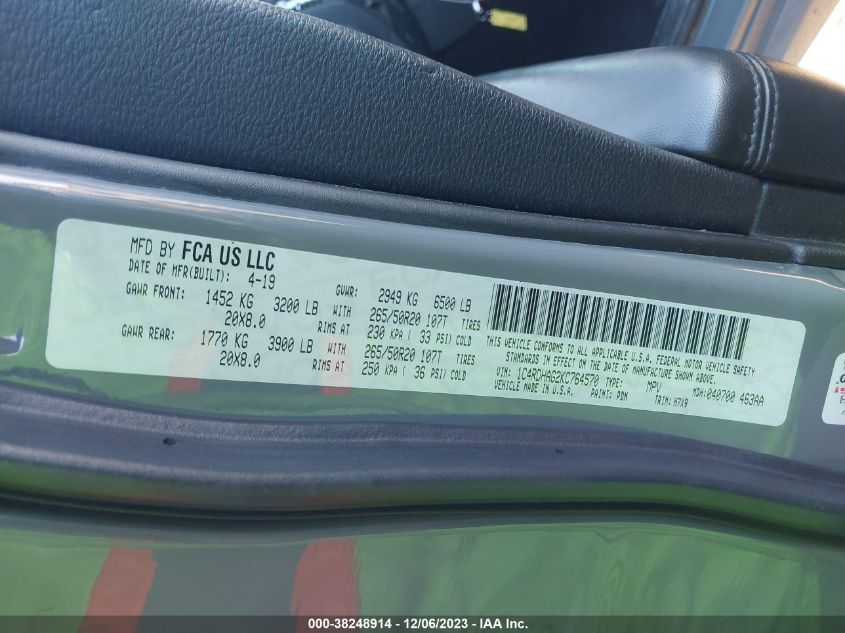 MFD BY FCA US LLC
DATE OF MFR(BUILT): 4-19 GVWR: 2949 KG 6500 LB
GAWR FRONT: 1452 KG 3200 LB WITH 265/50R20 107T TIRES
20X8.0 RIMS AT 230 KPA ( 33 PSI) COLD
GAWR REAR: 1770 KG 3900 LB WITH 265/50R20 107T TIRES
20X8.0 RIMS AT 250 KPA ( 36 PSI) COLD
THIS VEHICLE CONFORMS TO ALL APPLICABLE U.S.A. FEDERAL MOTOR VEHICLE
STANDARDS IN EFFECT ON THE DATE OF MANUFACTURE SHOWN ABOVE.
VIN: 1C4RDHAG2KC764570 TYPE: MPV MDH:040700 463AA
VEHICLE MADE IN U.S.A. PAINT: PDN TRIM: H7X9
000-38248914 - 12/06/2023 - IAA Inc.